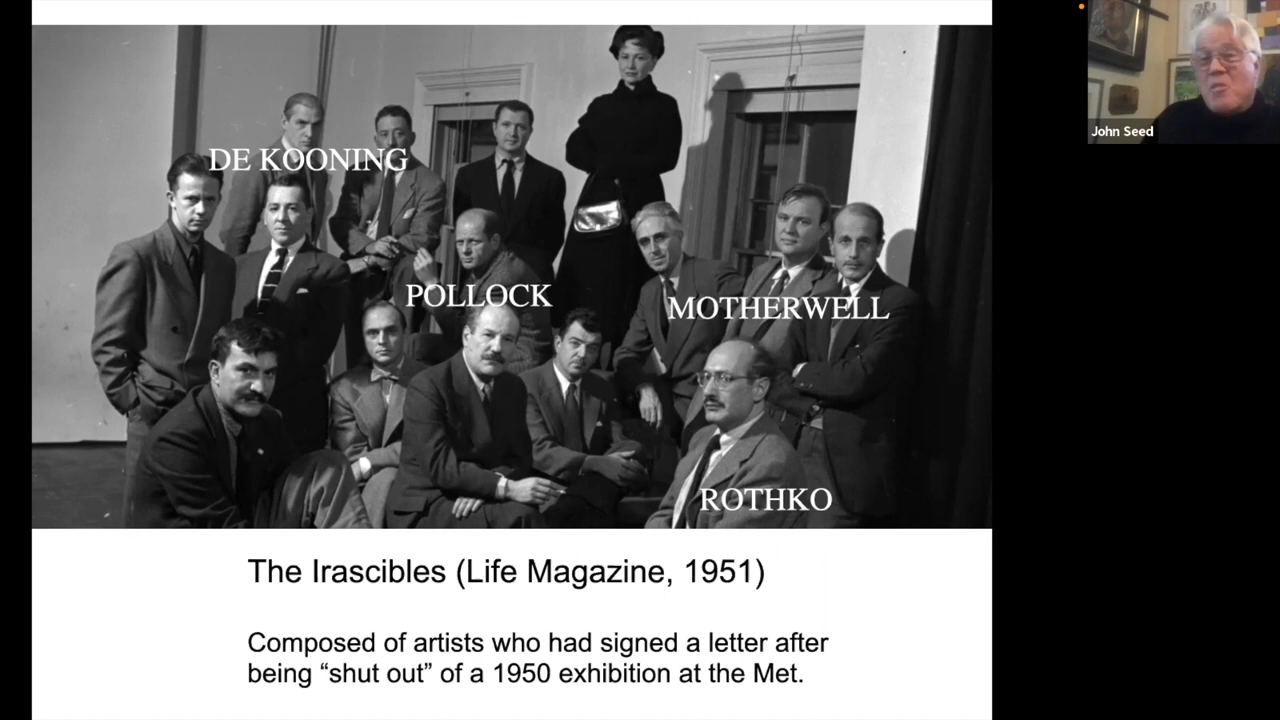 DE KOONING
POLLOCK
MOTHERWELL
ROTHKO
The Irascibles (Life Magazine, 1951)
Composed of artists who had signed a letter after
being “shut out” of a 1950 exhibition at the Met.
John Seed